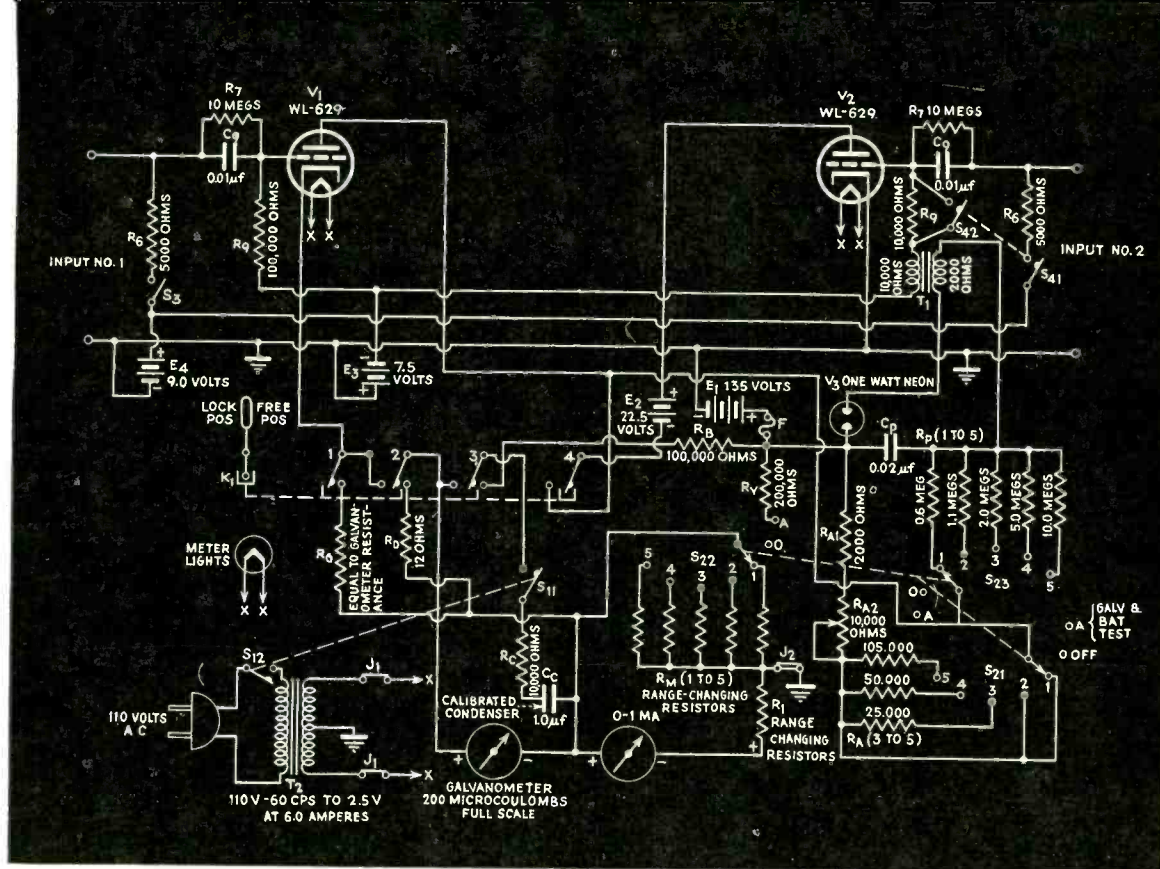 R7
10 MEGS
C9
0.01µf
V1
WL-629
R6
5000 OHMS
R9
100,000 OHMS
INPUT NO. 1
S3
E4
9.0 VOLTS
E3
7.5
VOLTS
X X
V2
WL-629
R7 10 MEGS
C9
0.01µf
R9
10,000 OHMS
S42
R6
5000 OHMS
INPUT NO. 2
S41
10,000
OHMS
2000
OHMS
T1
X X
LOCK
POS
FREE
POS
K1
1
2
3
4
E2
22.5
VOLTS
E1 135 VOLTS
F
RB
100,000 OHMS
RY
200,000
OHMS
A
O
V3 ONE WATT NEON
CP
0.02µf
RP (1 TO 5)
0.6 MEG
1.1 MEGS
2.0 MEGS
5.0 MEGS
10.0 MEGS
1
2
3
4
5
S23
O
A
RA1
2000 OHMS
RA2
10,000
OHMS
105.000
50.000
25.000
RA (3 TO 5)
5
4
3
2
1
S21
A
GALV &
BAT
TEST
O OFF
METER
LIGHTS
X X
RG
EQUAL TO GALVAN-
OMETER RESIST-
ANCE
RD
12 OHMS
S11
RC
10,000 OHMS
CC
1.0µf
CALIBRATED
CONDENSER
5
4
3
2
1
S22
RM (1 TO 5)
RANGE-CHANGING
RESISTORS
J2
R1
RANGE
CHANGING
RESISTORS
0-1 MA
+ −
+ −
GALVANOMETER
200 MICROCOULOMBS
FULL SCALE
S12
110 VOLTS
A C
J1
X
J1
X
T2
110 V-60 CPS TO 2.5 V
AT 6.0 AMPERES